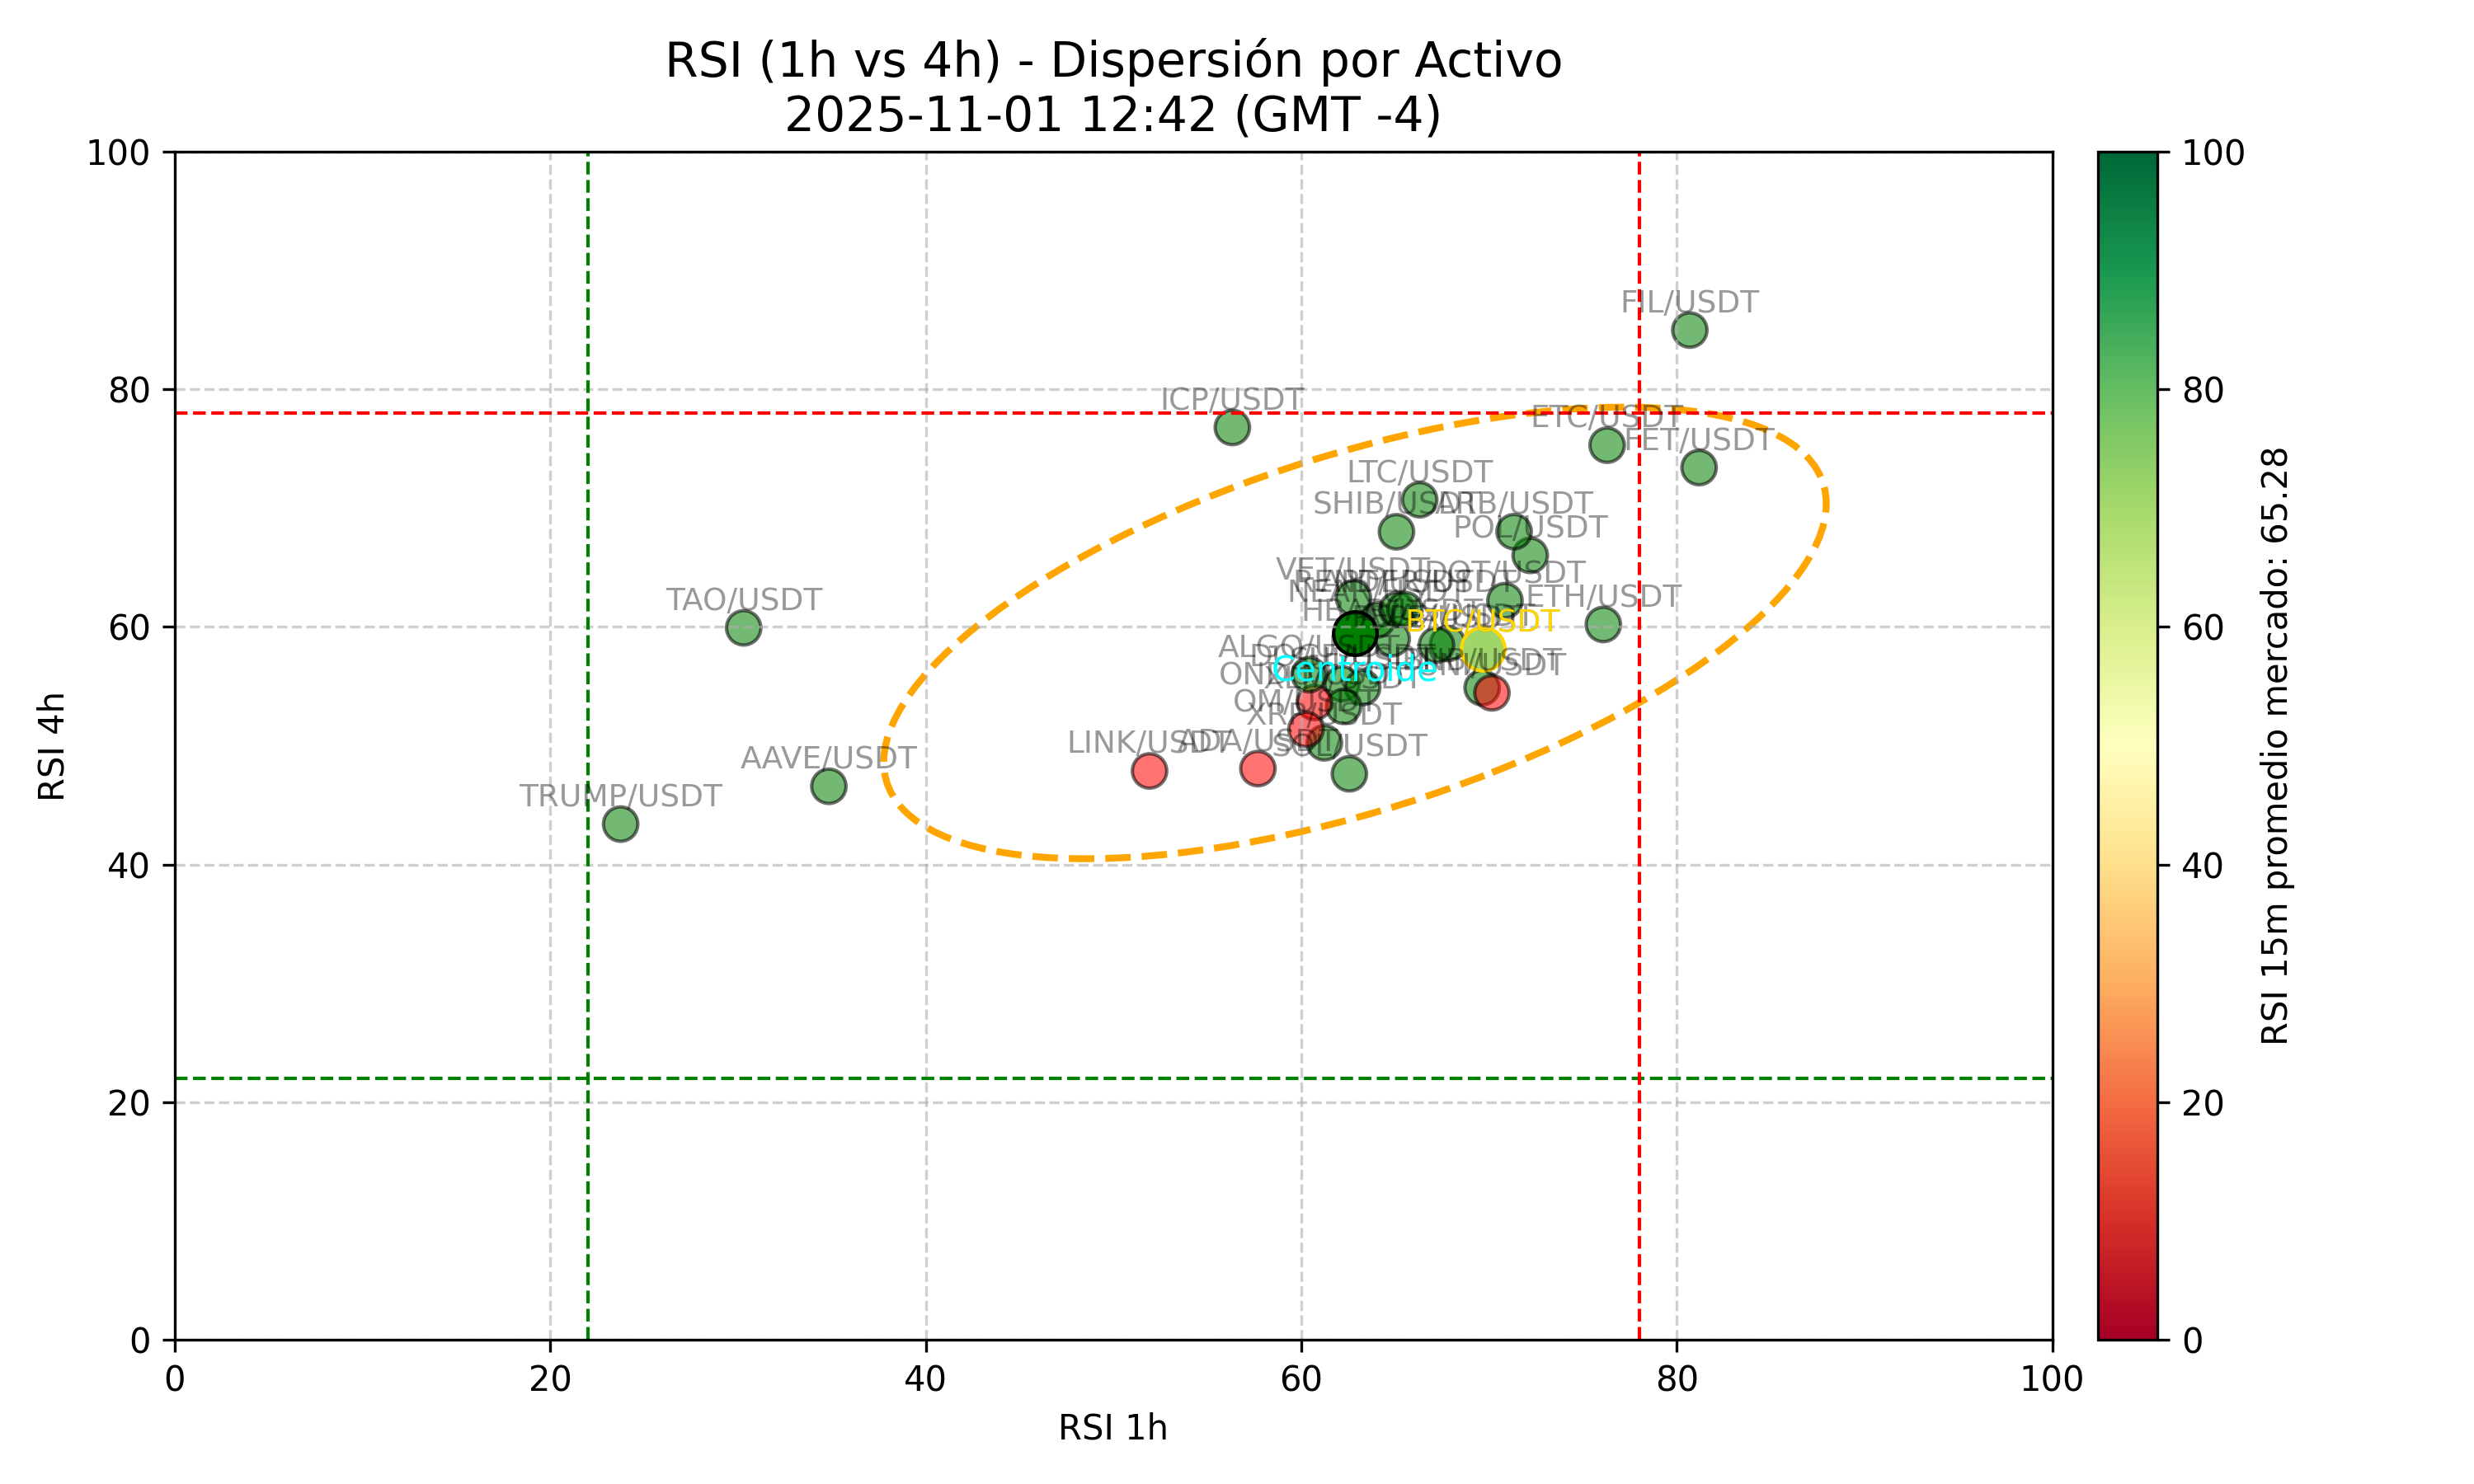 RSI (1h vs 4h) - Dispersión por Activo
2025-11-01 12:42 (GMT -4)
100
80
60
40
20
0
RSI 4h
0
20
40
60
80
100
RSI 1h
FIL/USDT
ICP/USDT
ETC/USDT
FET/USDT
LTC/USDT
SHIB/USDT
ARB/USDT
POL/USDT
VET/USDT
DOT/USDT
ETH/USDT
TAO/USDT
BTC/USDT
ALGO/USDT
Centroide
XRP/USDT
LINK/USDT
ADA/USDT
SOL/USDT
AAVE/USDT
TRUMP/USDT
100
80
60
40
20
0
RSI 15m promedio mercado: 65.28